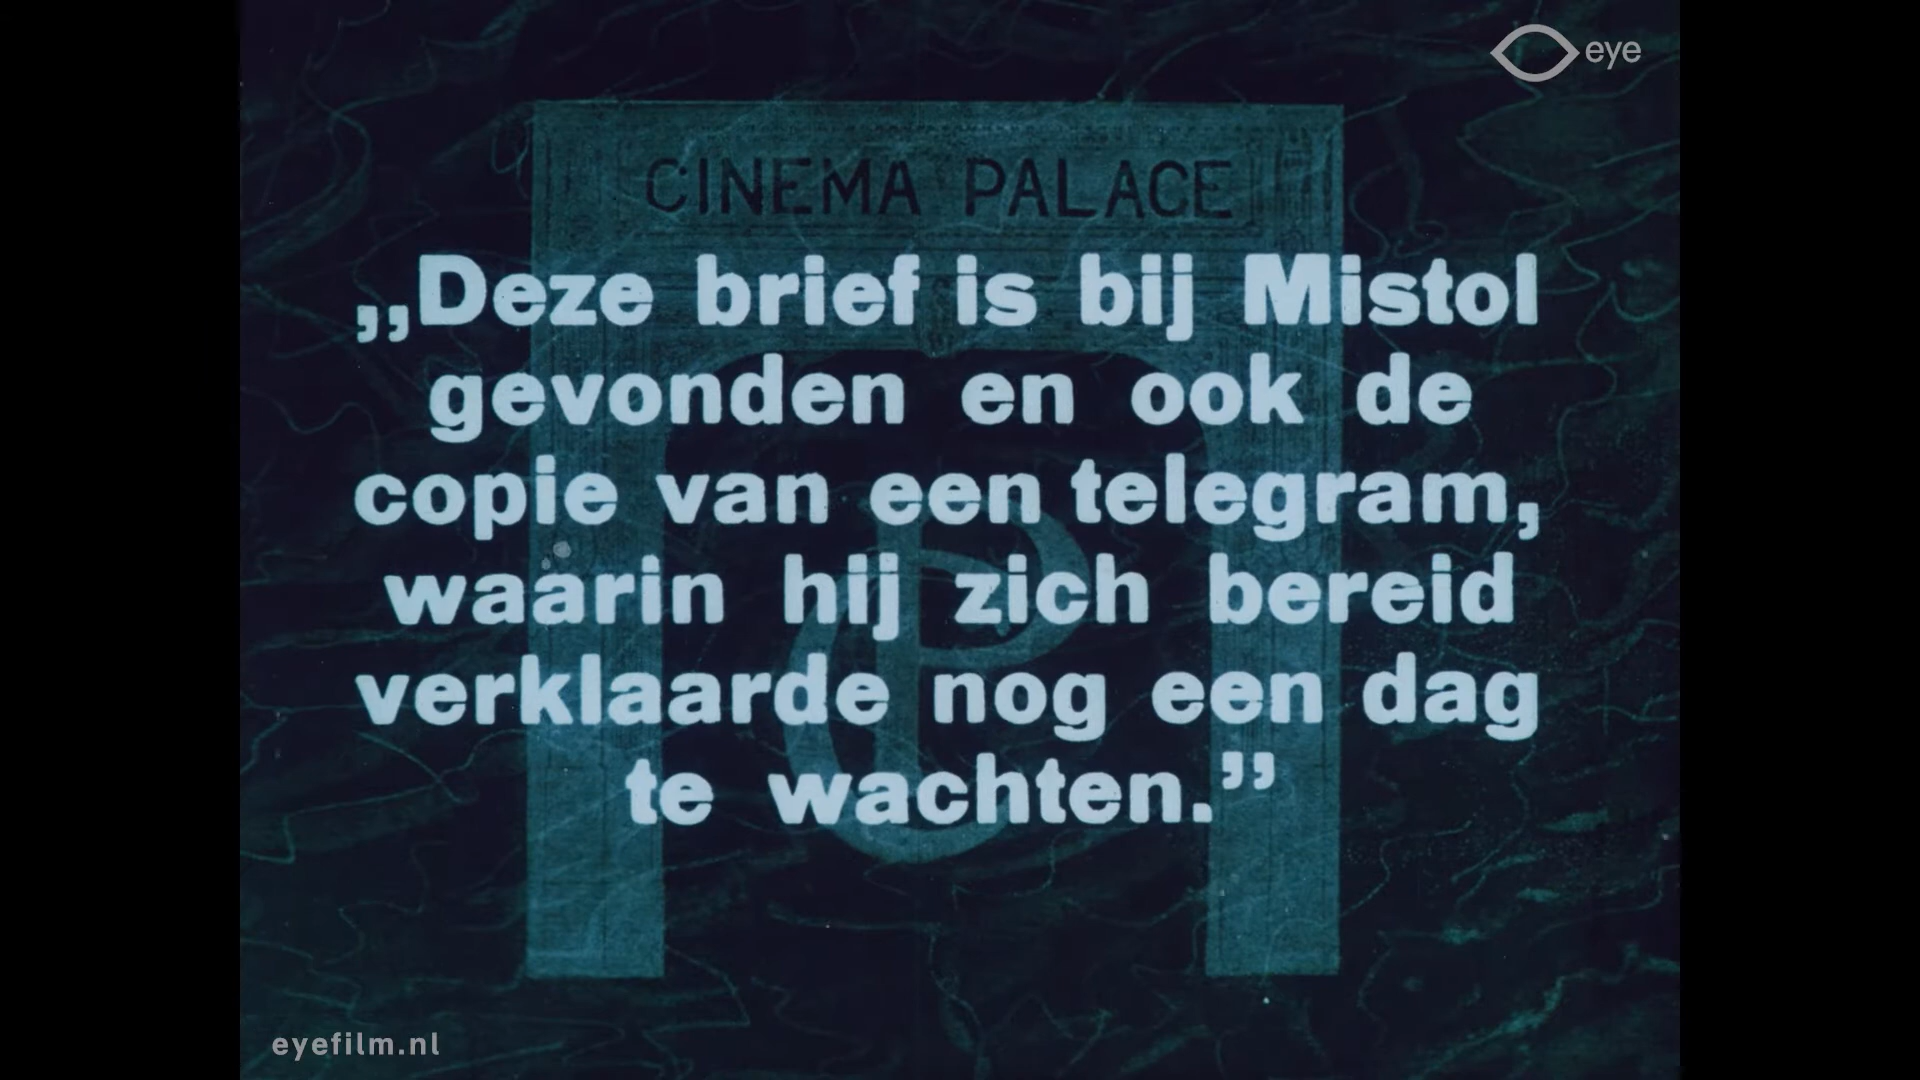 eye
CINEMA PALACE
„Deze brief is bij Mistol
gevonden en ook de
copie van een telegram,
waarin hij zich bereid
verklaarde nog een dag
te wachten.”
CP
eyefilm.nl